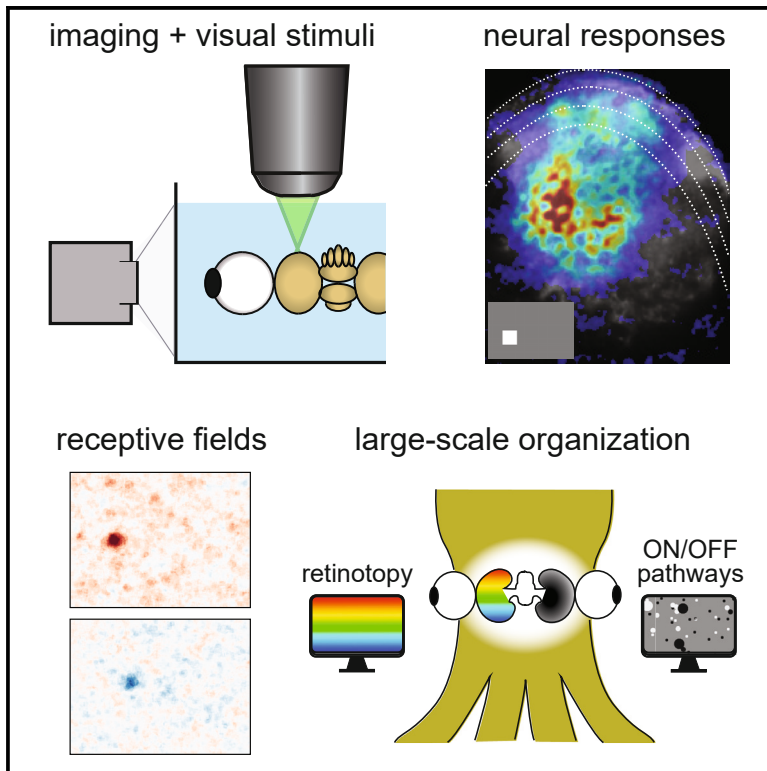 imaging + visual stimuli
neural responses
receptive fields
large-scale organization
retinotopy
ON/OFF
pathways